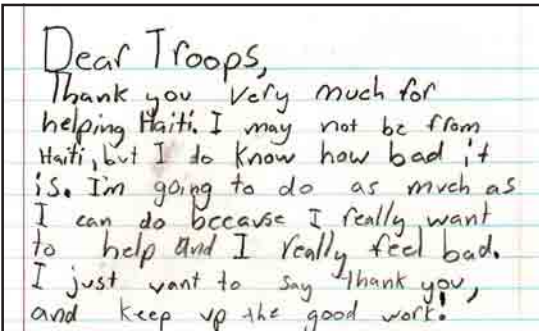 Dear Troops,
Thank you very much for
helping Haiti. I may not be from
Haiti, but I do know how bad it
is. I'm going to do as much as
I can do because I really want
to help and I really feel bad.
I just want to say thank you,
and keep up the good work!